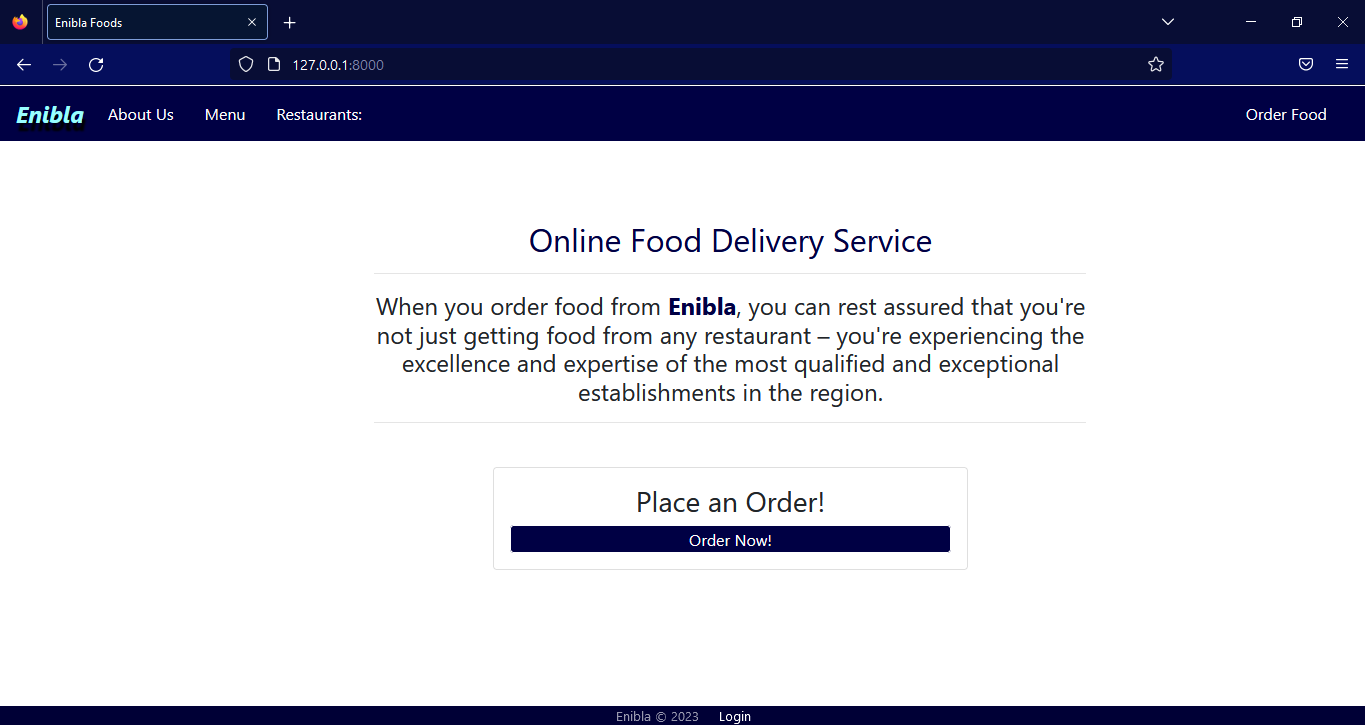 Enibla Foods
127.0.0.1:8000
Enibla About Us Menu Restaurants: Order Food
Online Food Delivery Service
When you order food from Enibla, you can rest assured that you're
not just getting food from any restaurant – you're experiencing the
excellence and expertise of the most qualified and exceptional
establishments in the region.
Place an Order!
Order Now!
Enibla © 2023 Login